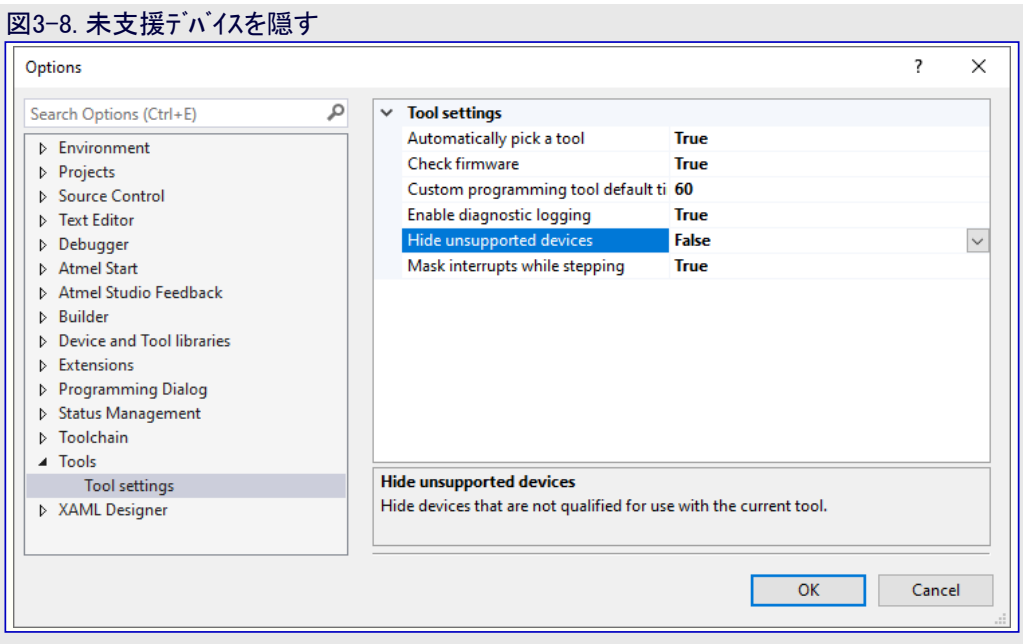 図3-8. 未支援ﾃﾞﾊﾞｲｽを隠す
Options
?
Search Options (Ctrl+E)
Environment
Projects
Source Control
Text Editor
Debugger
Atmel Start
Atmel Studio Feedback
Builder
Device and Tool libraries
Extensions
Programming Dialog
Status Management
Toolchain
Tools
Tool settings
XAML Designer
Tool settings
Automatically pick a tool True
Check firmware True
Custom programming tool default ti 60
Enable diagnostic logging True
Hide unsupported devices False
Mask interrupts while stepping True
Hide unsupported devices
Hide devices that are not qualified for use with the current tool.
OK Cancel